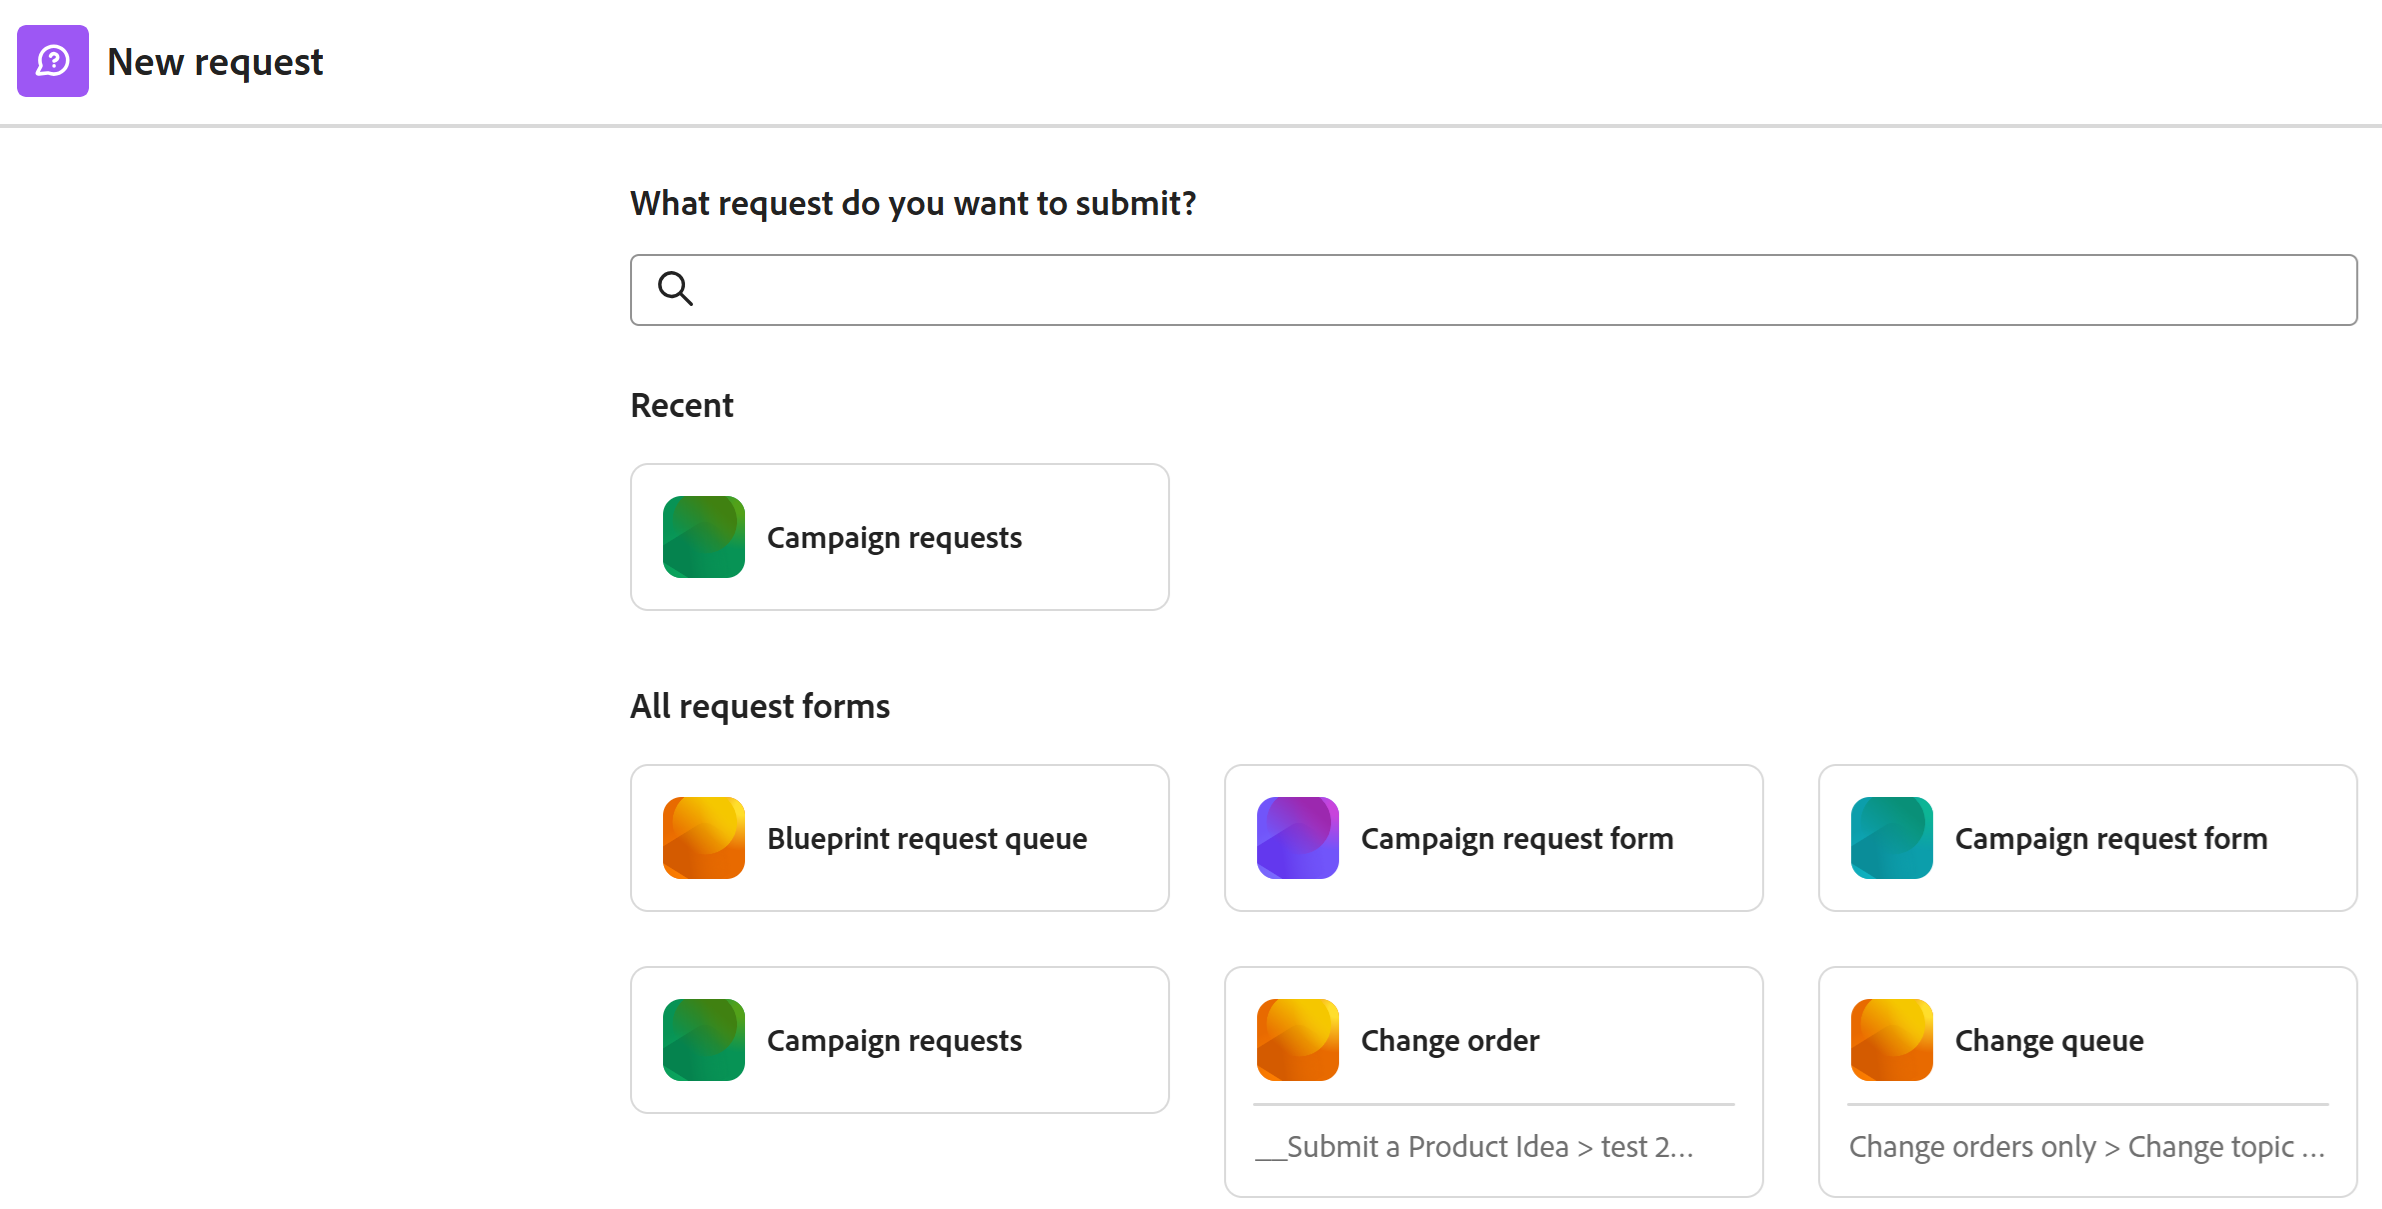 New request
What request do you want to submit?
Recent
Campaign requests
All request forms
Blueprint request queue
Campaign request form
Campaign request form
Campaign requests
Change order
__Submit a Product Idea > test 2...
Change queue
Change orders only > Change topic ...